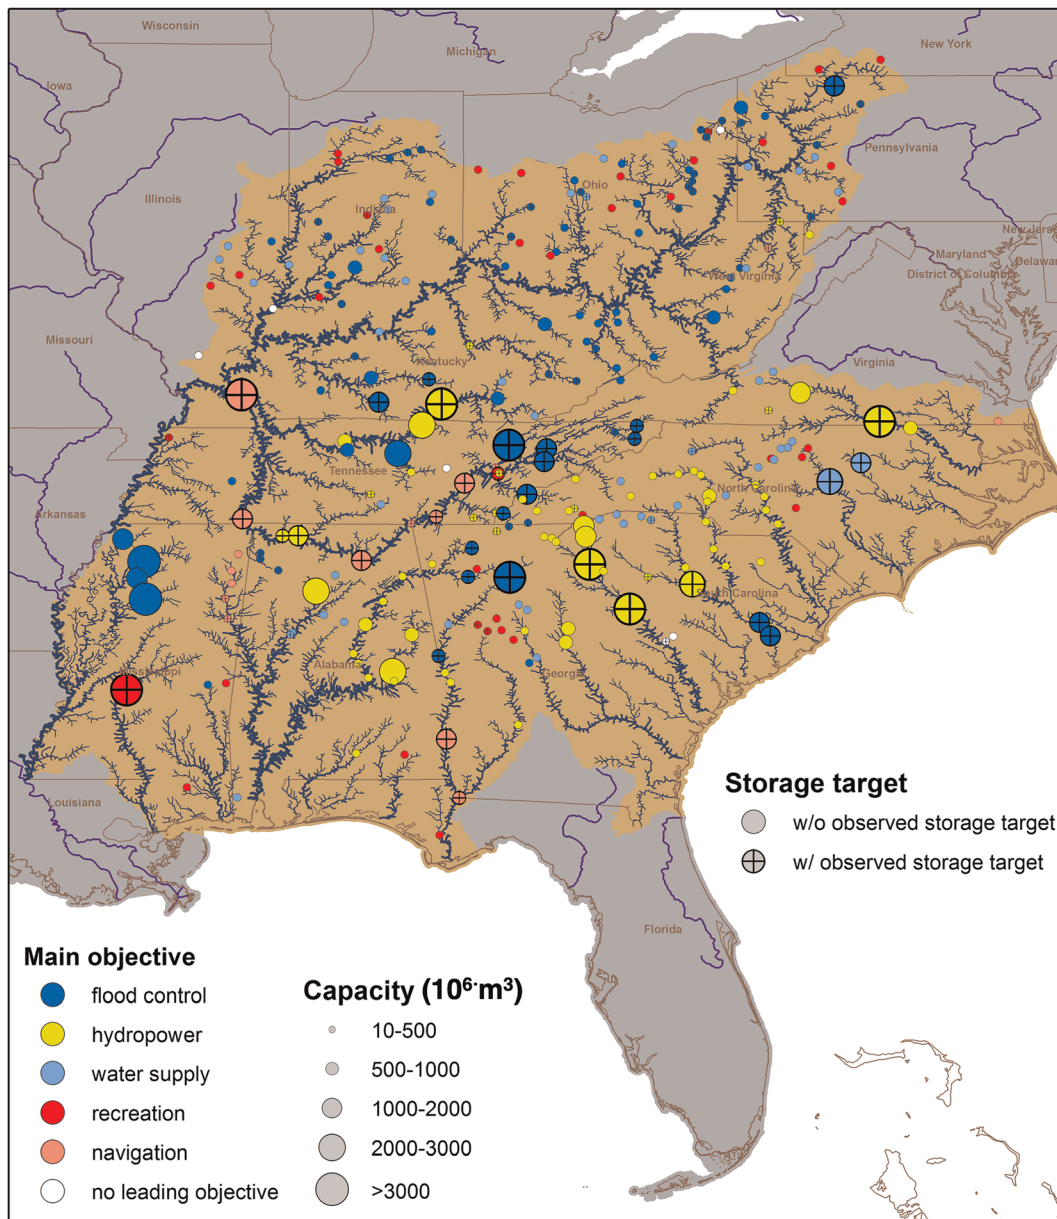 Wisconsin
Michigan
New York
Iowa
Pennsylvania
Illinois
Ohio
Indiana
New Jerse
Maryland
Delawar
West Virginia
District of Columbia
Missouri
Virginia
Kentucky
Tennessee
North Carolina
Arkansas
South Carolina
Mississippi
Alabama
Georgia
Louisiana
Storage target
w/o observed storage target
w/ observed storage target
Florida
Main objective
flood control
hydropower
water supply
recreation
navigation
no leading objective
Capacity (10⁶·m³)
10-500
500-1000
1000-2000
2000-3000
>3000